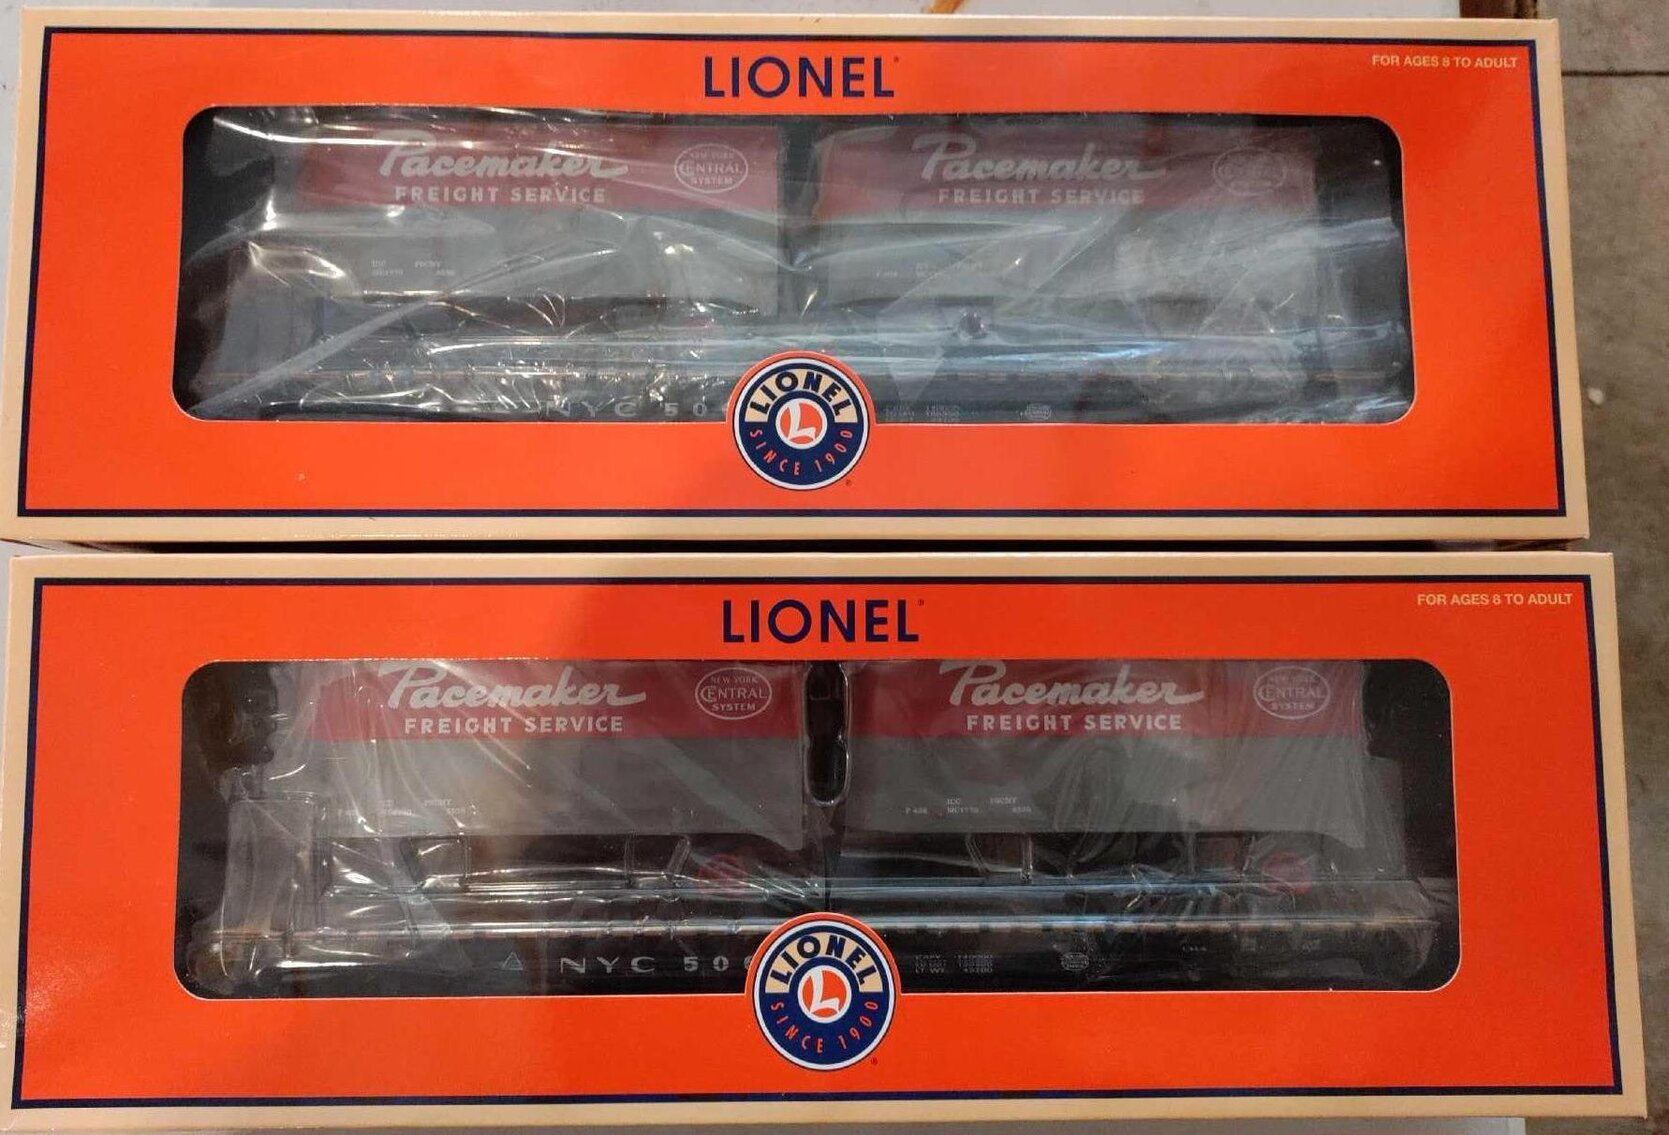 LIONEL
FOR AGES 8 TO ADULT
Pacemaker
FREIGHT SERVICE
NEW YORK
CENTRAL
SYSTEM
Pacemaker
FREIGHT SERVICE
NYC 50
LIONEL
L
SINCE 1900
LIONEL
FOR AGES 8 TO ADULT
Pacemaker
FREIGHT SERVICE
NEW YORK
CENTRAL
SYSTEM
Pacemaker
FREIGHT SERVICE
NEW YORK
CENTRAL
SYSTEM
NYC 50
LT WT
LIONEL
L
SINCE 1900